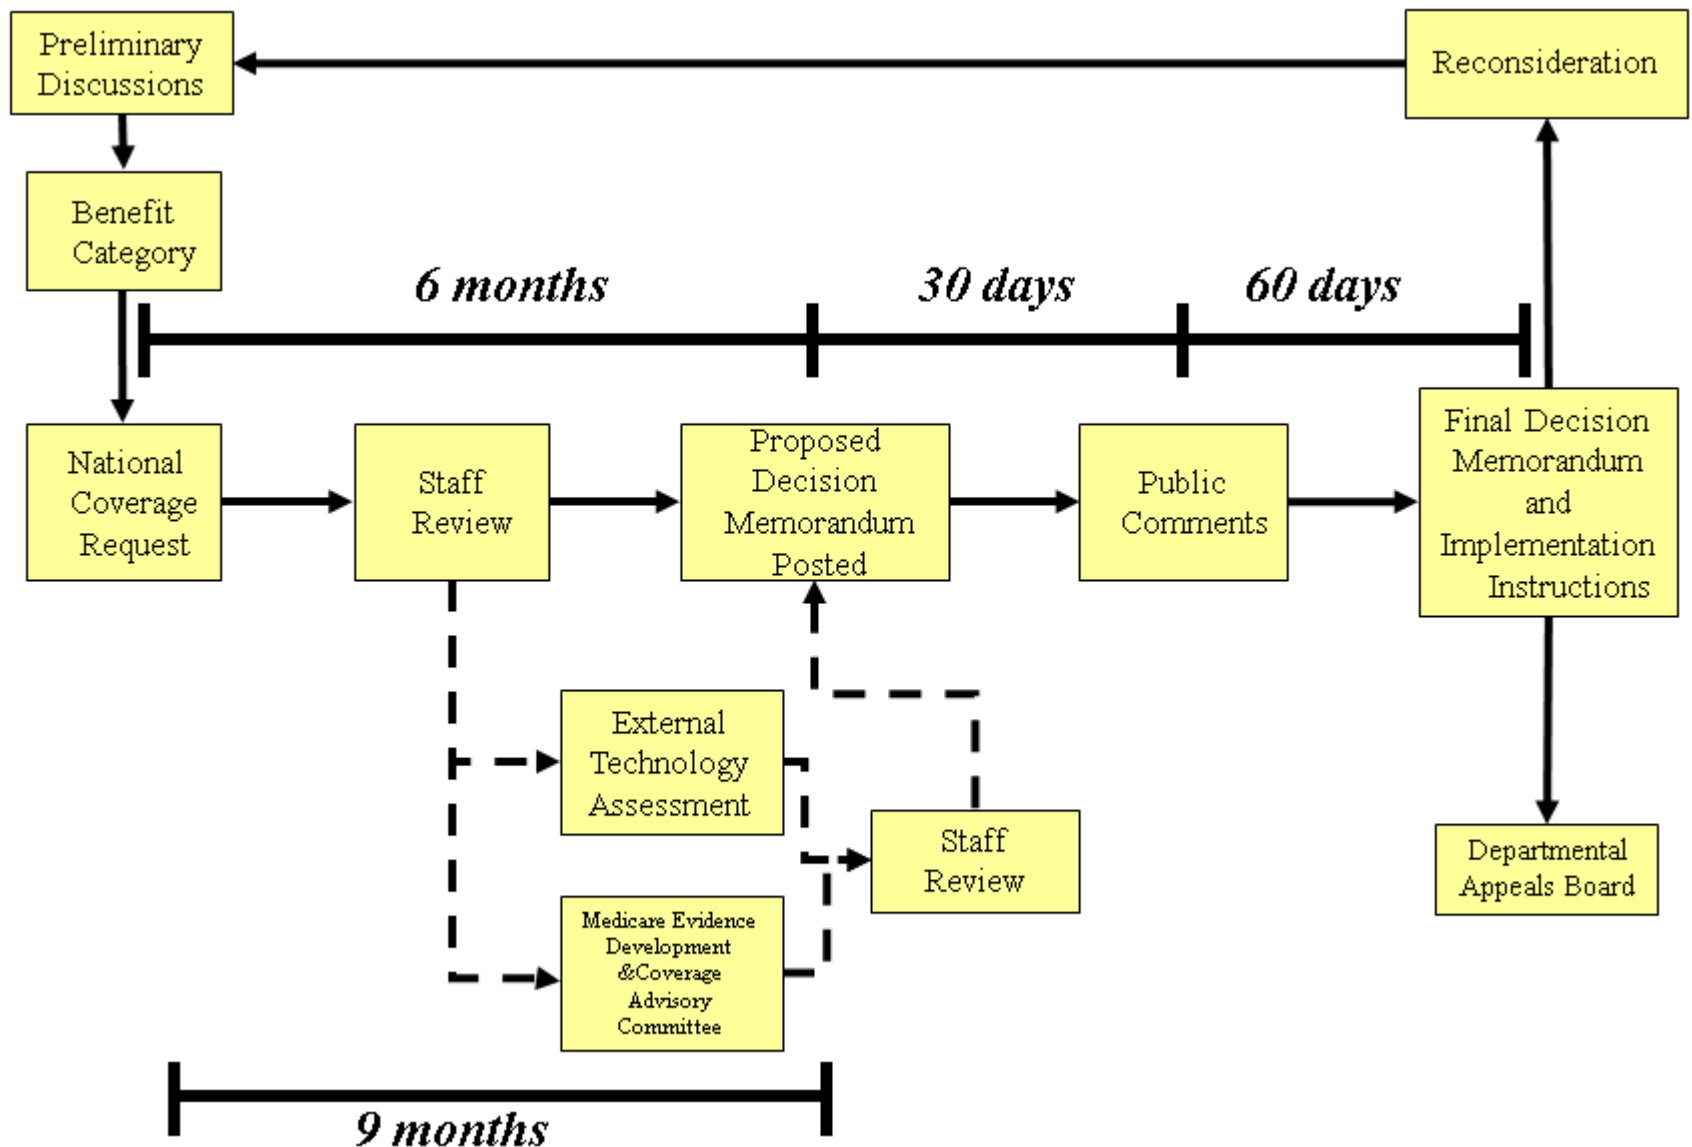 Preliminary
Discussions
Reconsideration
Benefit
Category
6 months
30 days
60 days
National
Coverage
Request
Staff
Review
Proposed
Decision
Memorandum
Posted
Public
Comments
Final Decision
Memorandum
and
Implementation
Instructions
External
Technology
Assessment
Staff
Review
Medicare Evidence
Development
&Coverage
Advisory
Committee
Departmental
Appeals Board
9 months